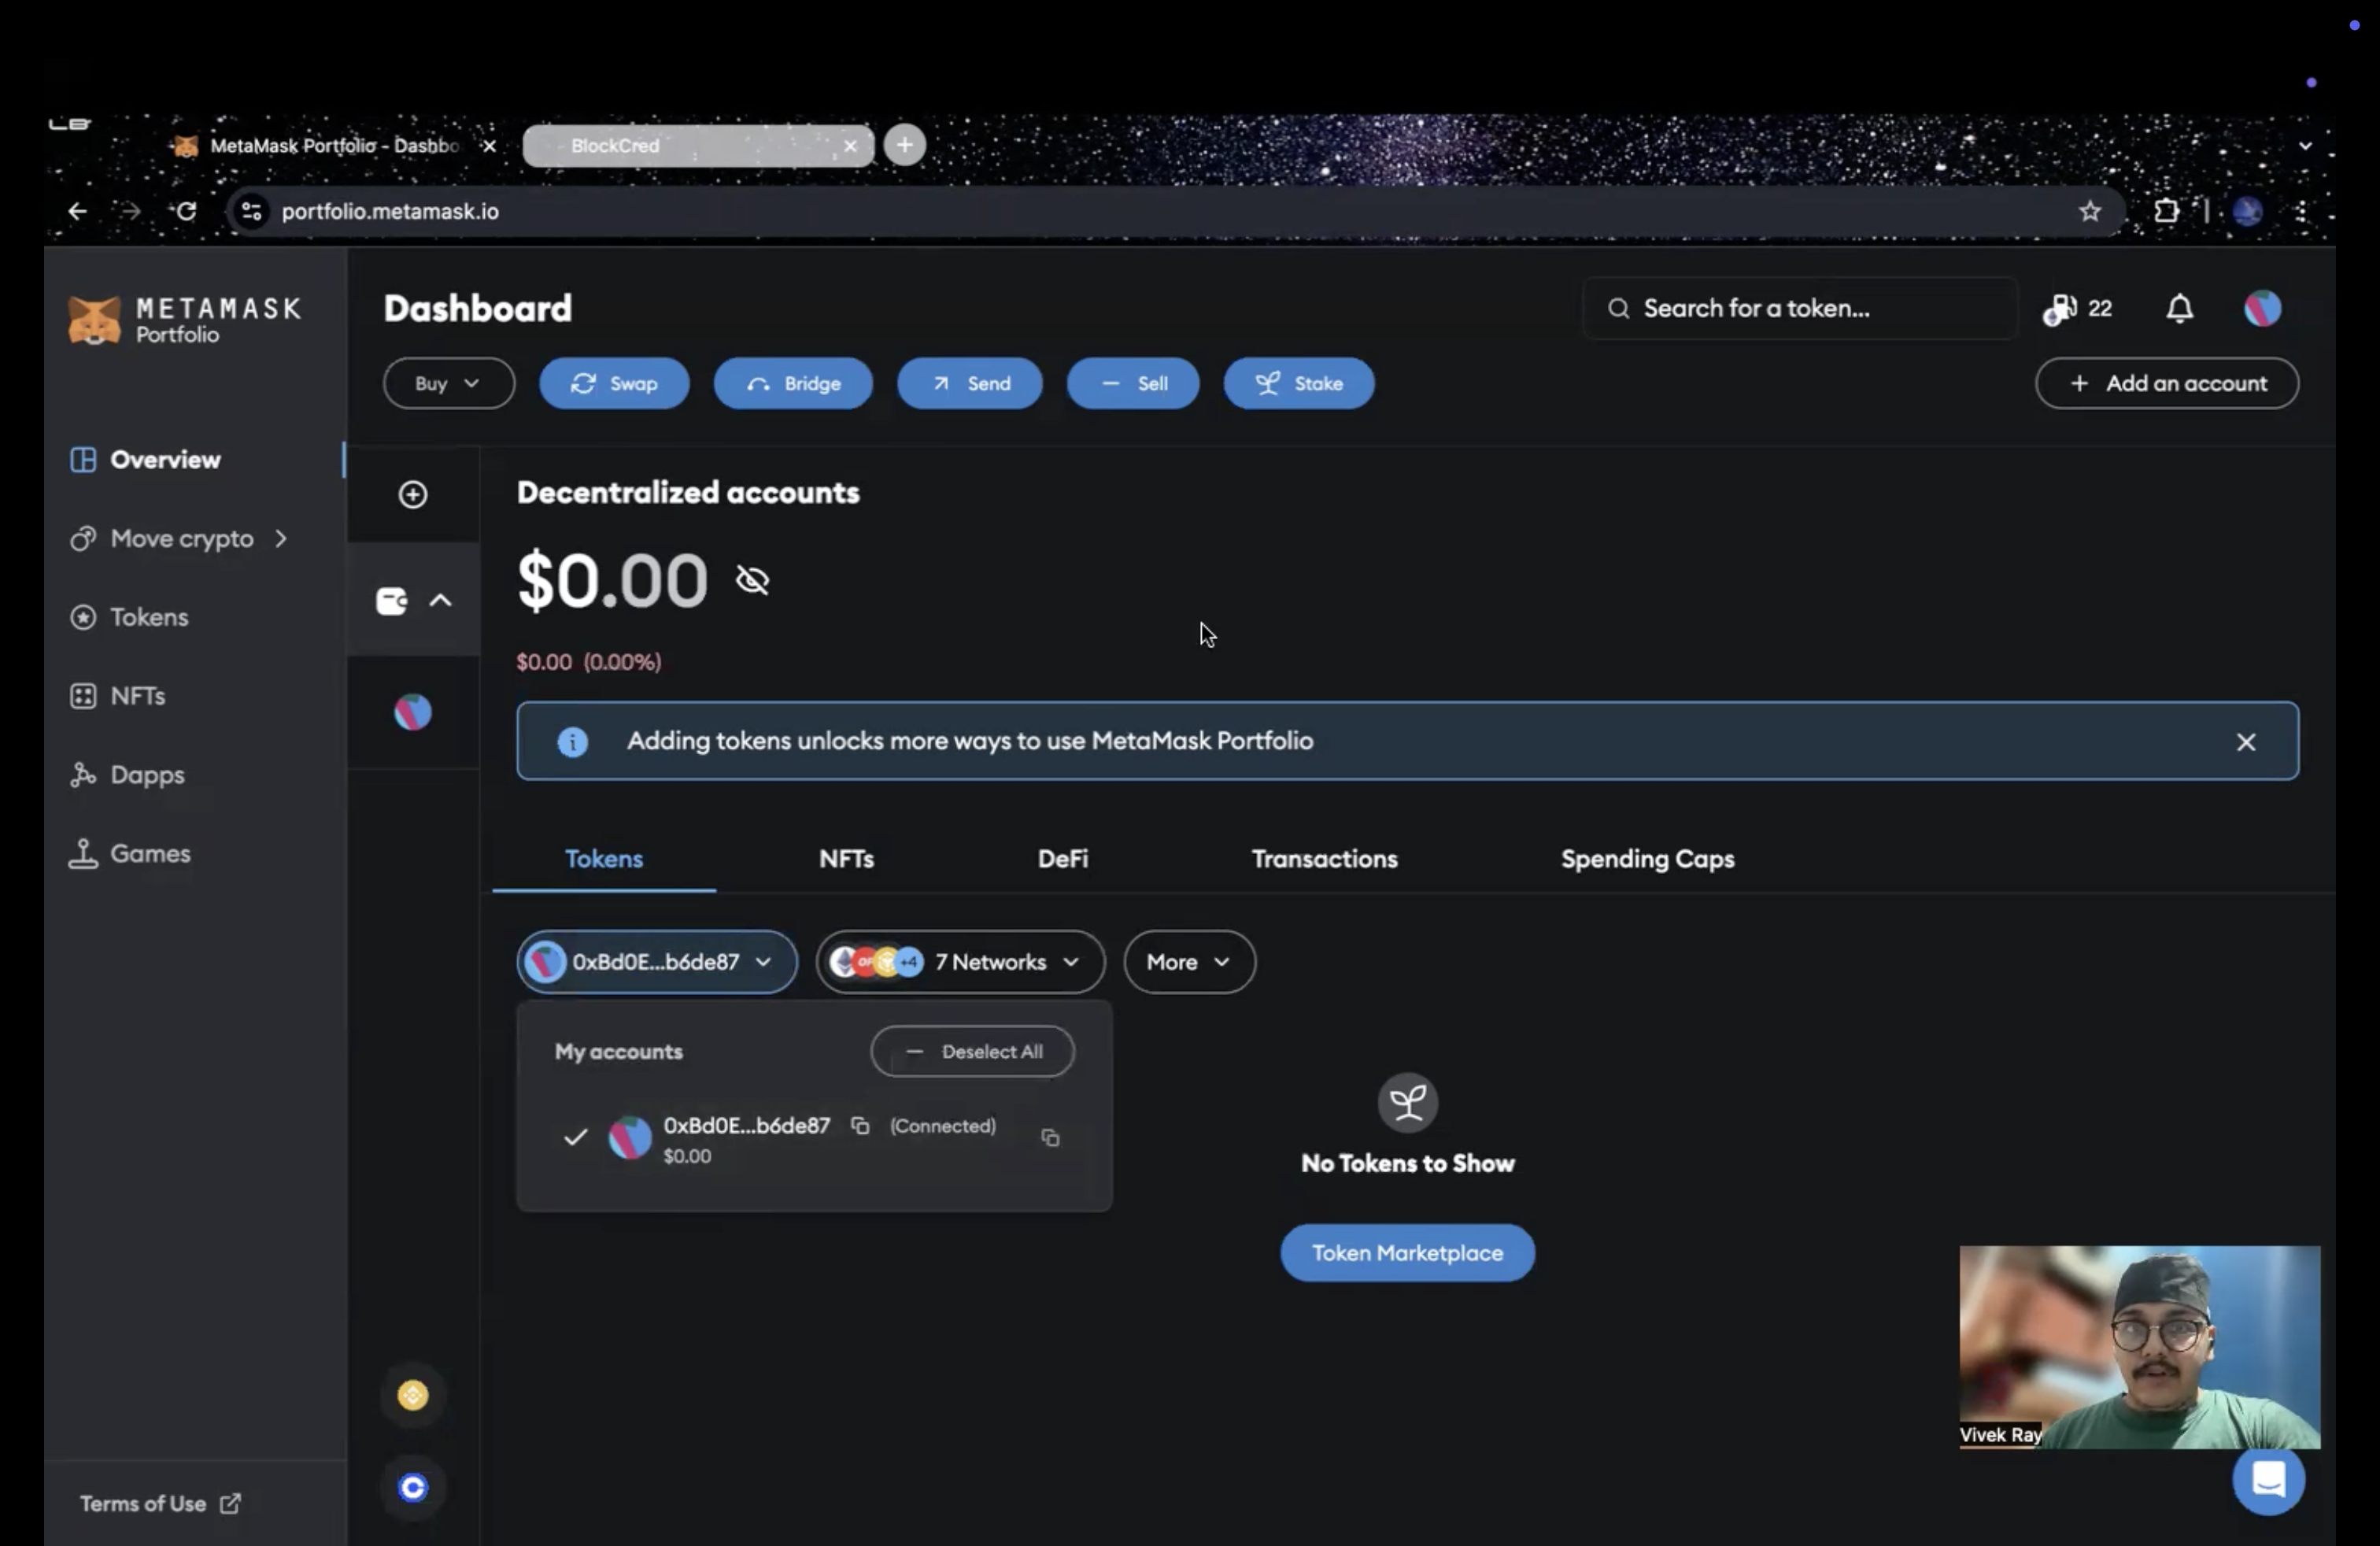 MetaMask Portfolio - Dashbo
BlockCred
portfolio.metamask.io
METAMASK
Portfolio
Dashboard
Search for a token...
22
Buy
Swap
Bridge
Send
Sell
Stake
Add an account
Overview
Move crypto
Tokens
NFTs
Dapps
Games
Decentralized accounts
$0.00
$0.00 (0.00%)
Adding tokens unlocks more ways to use MetaMask Portfolio
Tokens
NFTs
DeFi
Transactions
Spending Caps
0xBd0E...b6de87
+4
7 Networks
More
My accounts
Deselect All
0xBd0E...b6de87
(Connected)
$0.00
No Tokens to Show
Token Marketplace
Vivek Ray
Terms of Use